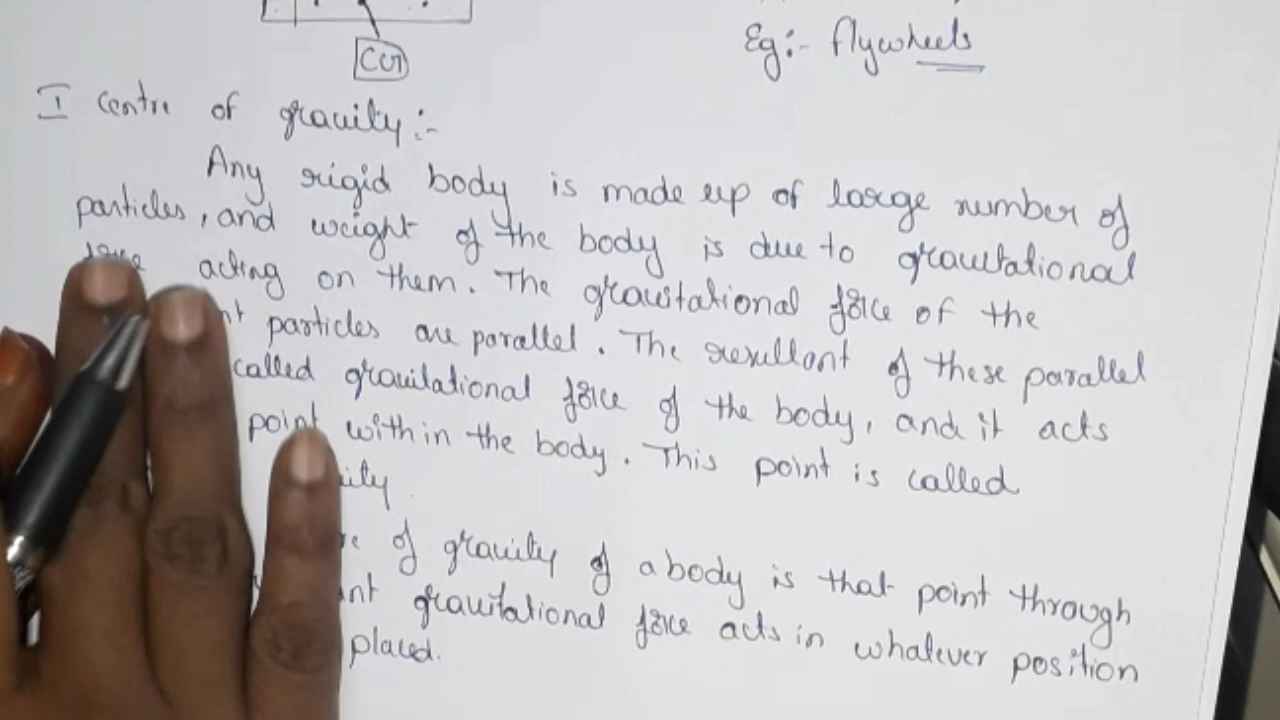 Eg:- flywheels
CG
I centre of gravity:-
Any rigid body is made up of large number of
particles, and weight of the body is due to gravitational
force acting on them. The gravitational force of the
particles are parallel. The resultant of these parallel
called gravitational force of the body, and it acts
point within the body. This point is called
of gravity of a body is that point through
gravitational force acts in whatever position
placed.